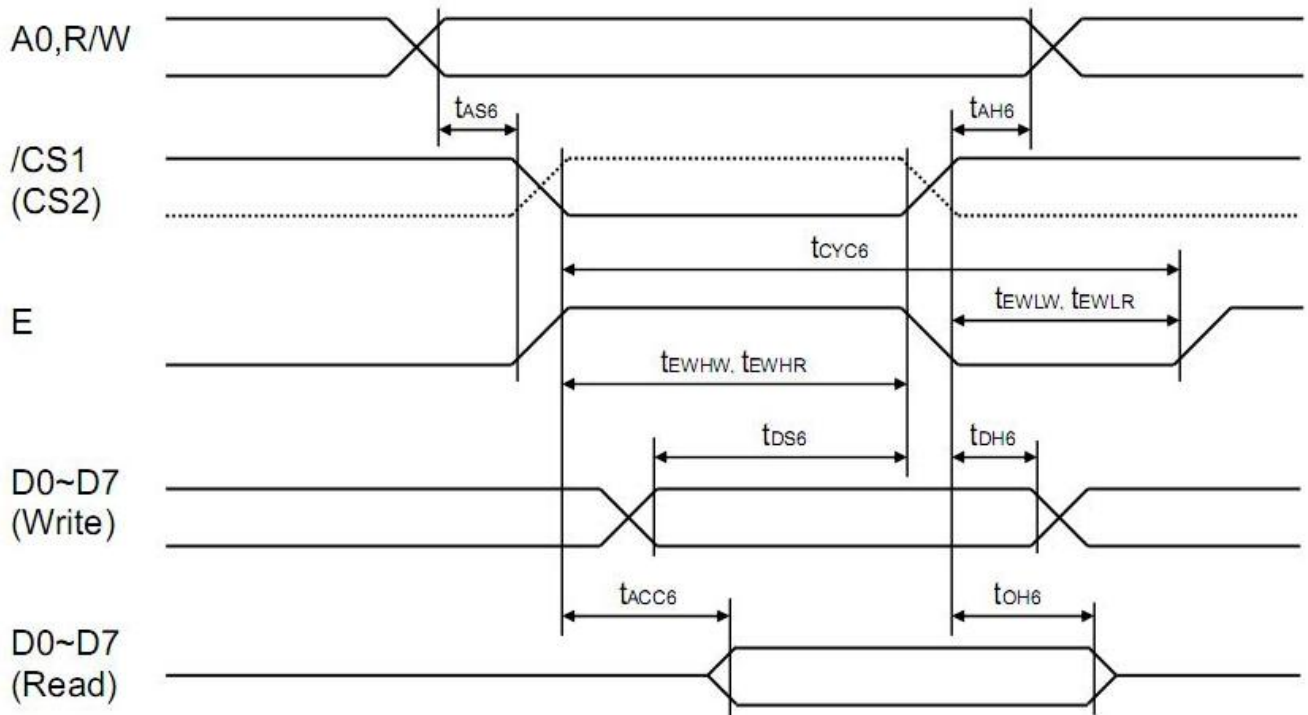 A0,R/W
tAS6
tAH6
/CS1
(CS2)
tCYC6
tEWLW, tEWLR
E
tEWHW, tEWHR
tDS6
tDH6
D0~D7
(Write)
tACC6
tOH6
D0~D7
(Read)